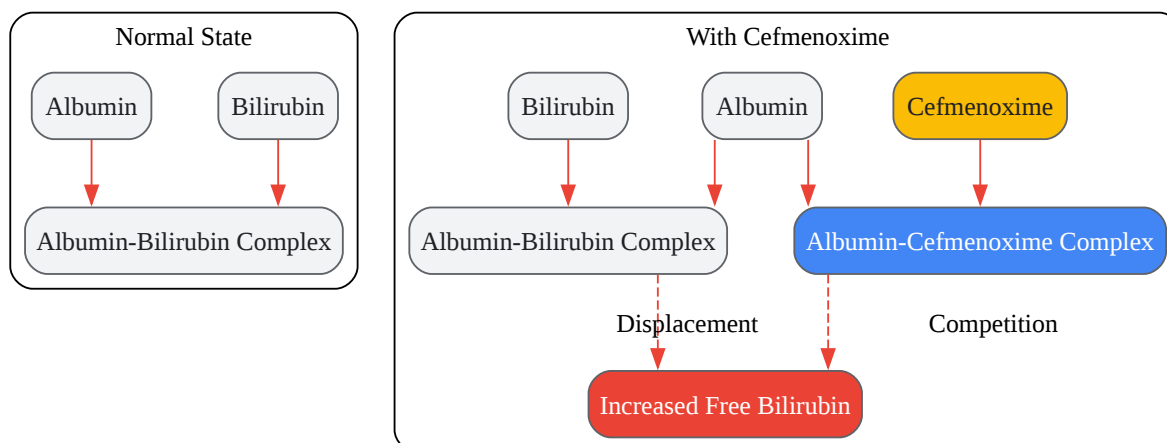 Normal State
Albumin
Bilirubin
Albumin-Bilirubin Complex
With Cefmenoxime
Bilirubin
Albumin
Cefmenoxime
Albumin-Bilirubin Complex
Albumin-Cefmenoxime Complex
Displacement
Competition
Increased Free Bilirubin